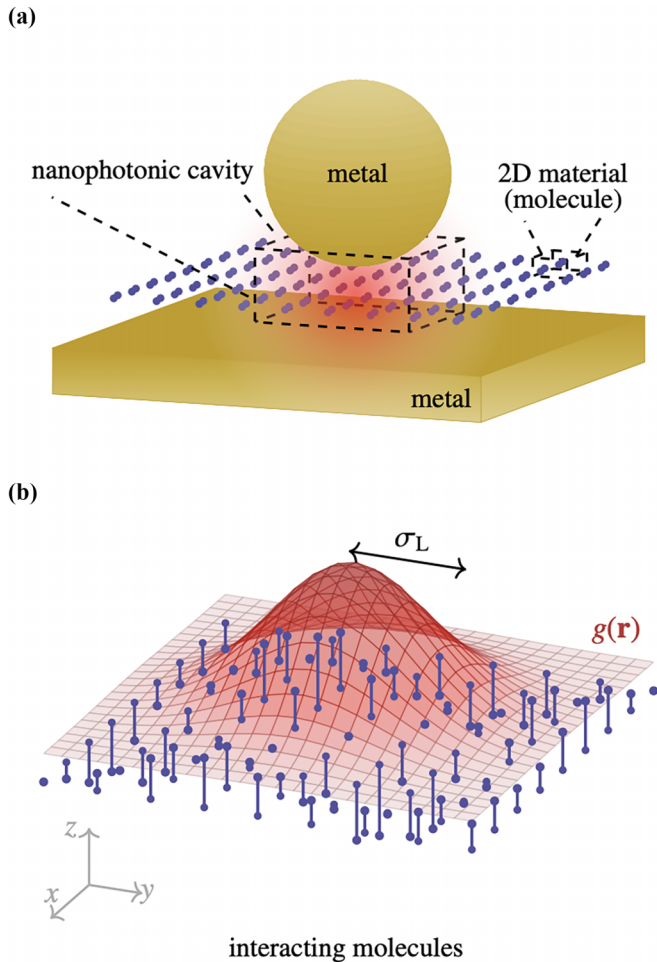 (a)
metal
nanophotonic cavity
2D material
(molecule)
metal
(b)
σL
g(r)
z
x
y
interacting molecules